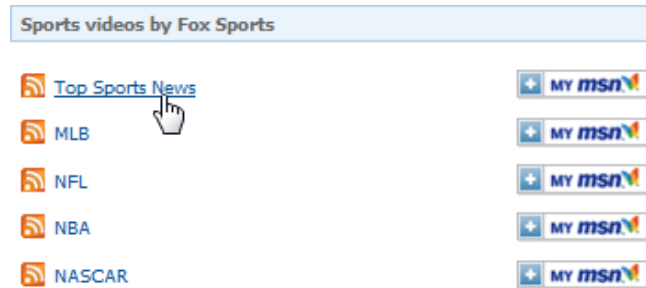 Sports videos by Fox Sports
Top Sports News MY msn
MLB MY msn
NFL MY msn
NBA MY msn
NASCAR MY msn